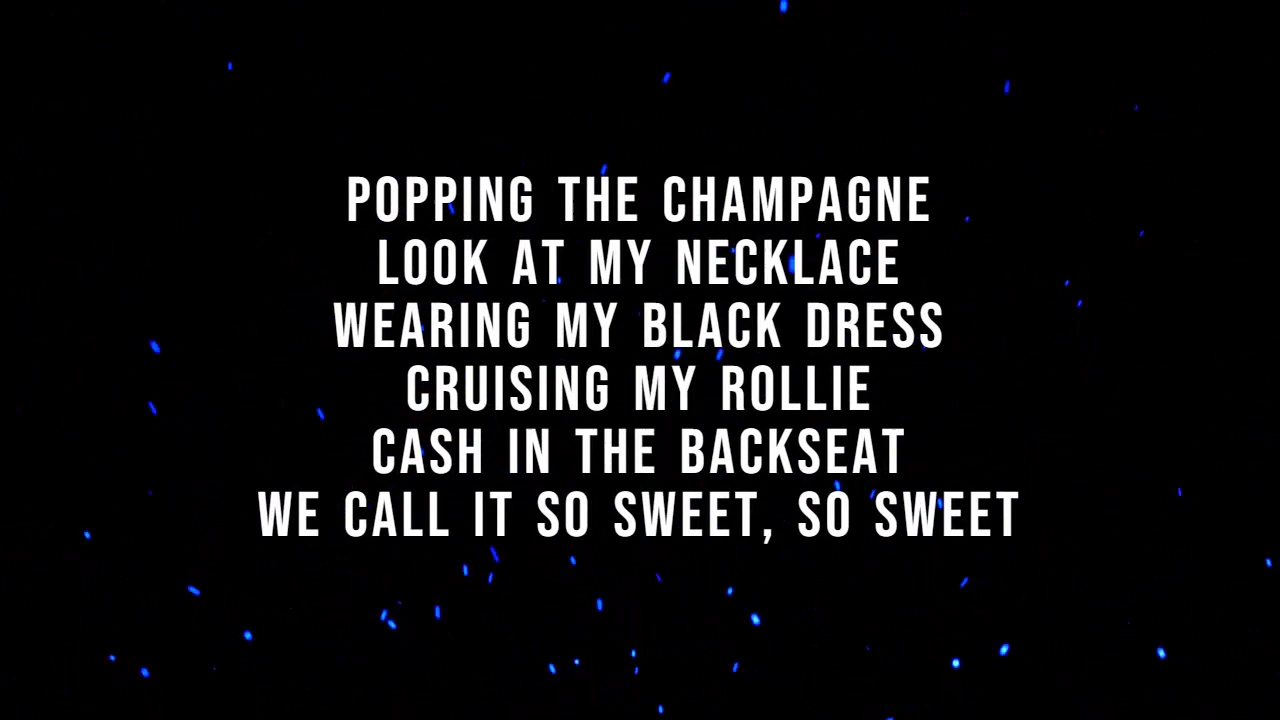 POPPING THE CHAMPAGNE
LOOK AT MY NECKLACE
WEARING MY BLACK DRESS
CRUISING MY ROLLIE
CASH IN THE BACKSEAT
WE CALL IT SO SWEET, SO SWEET